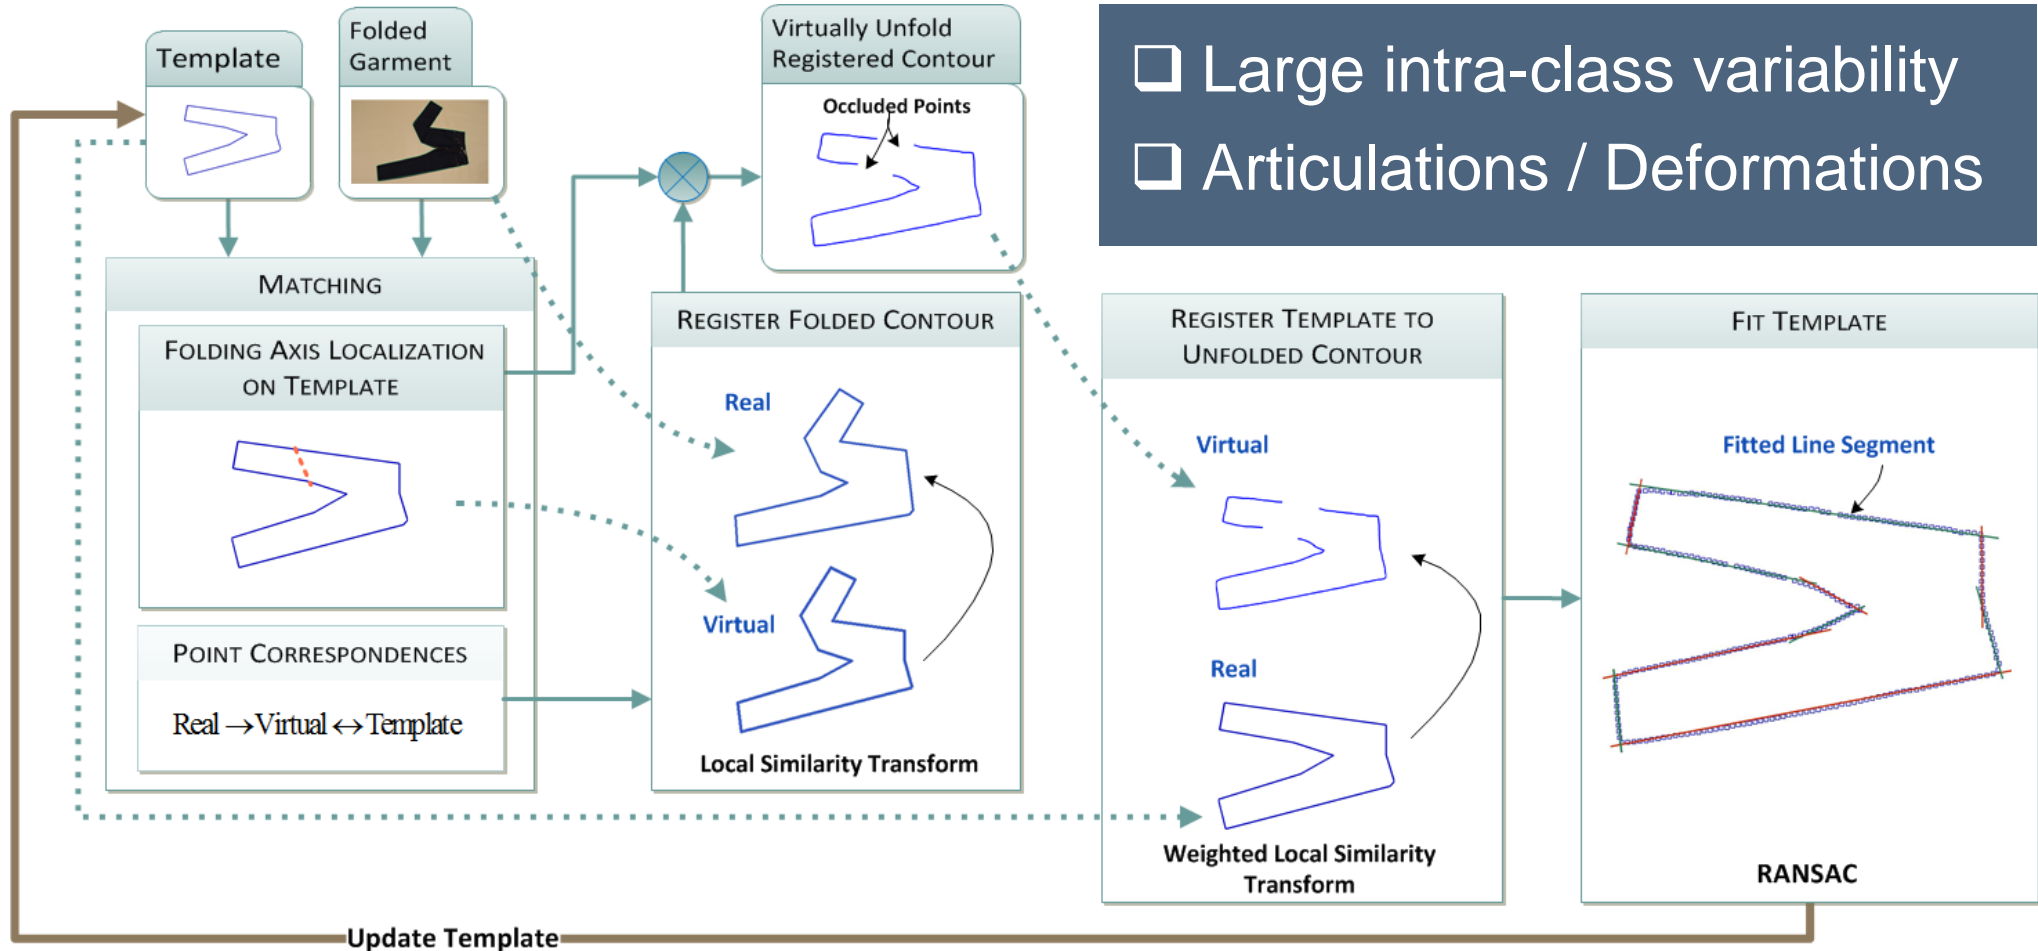 Template
Folded
Garment
Virtually Unfold
Registered Contour
Occluded Points
❑ Large intra-class variability
❑ Articulations / Deformations
MATCHING
FOLDING AXIS LOCALIZATION
ON TEMPLATE
POINT CORRESPONDENCES
Real → Virtual ↔ Template
REGISTER FOLDED CONTOUR
Real
Virtual
Local Similarity Transform
REGISTER TEMPLATE TO
UNFOLDED CONTOUR
Virtual
Real
Weighted Local Similarity
Transform
FIT TEMPLATE
Fitted Line Segment
RANSAC
Update Template